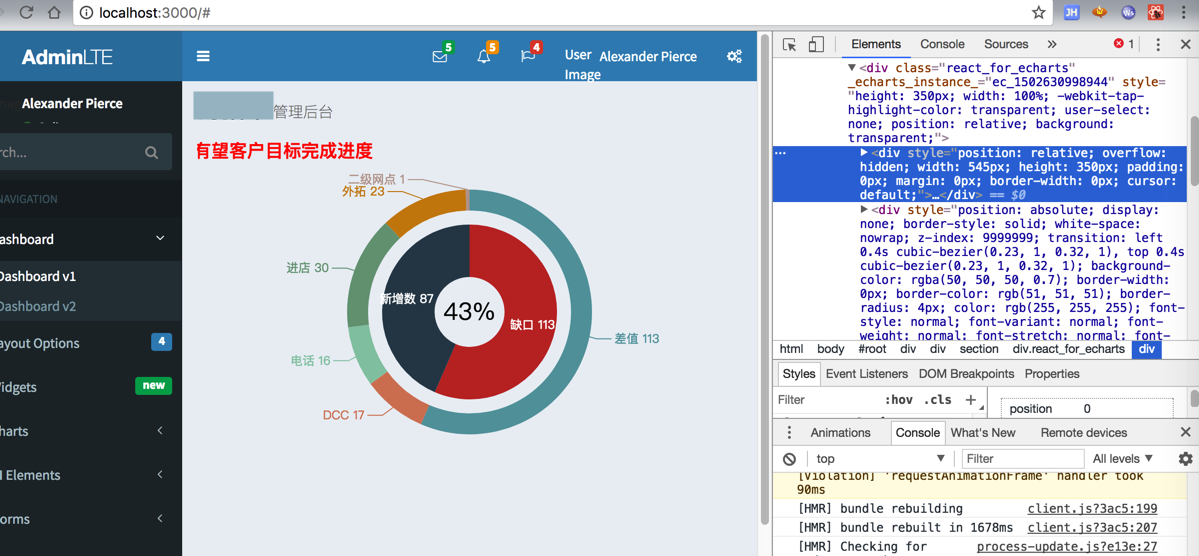 localhost:3000/#
JH
Ws
AdminLTE
5
5
4
User Image
Alexander Pierce
Alexander Pierce
rch...
NAVIGATION
ashboard
Dashboard v1
Dashboard v2
ayout Options
4
idgets
new
harts
I Elements
orms
管理后台
有望客户目标完成进度
二级网点 1
外拓 23
进店 30
新增数 87
43%
缺口 113
差值 113
电话 16
DCC 17
Elements
Console
Sources
»
1
<div class="react_for_echarts"
_echarts_instance_="ec_1502630998944" style=
"height: 350px; width: 100%; -webkit-tap-
highlight-color: transparent; user-select:
none; position: relative; background:
transparent;">
<div style="position: relative; overflow:
hidden; width: 545px; height: 350px; padding:
0px; margin: 0px; border-width: 0px; cursor:
default;">…</div> == $0
<div style="position: absolute; display:
none; border-style: solid; white-space:
nowrap; z-index: 9999999; transition: left
0.4s cubic-bezier(0.23, 1, 0.32, 1), top 0.4s
cubic-bezier(0.23, 1, 0.32, 1); background-
color: rgba(50, 50, 50, 0.7); border-width:
0px; border-color: rgb(51, 51, 51); border-
radius: 4px; color: rgb(255, 255, 255); font-
style: normal; font-variant: normal; font-
weight: normal; font-stretch: normal; font-
html body #root div div section div.react_for_echarts div
Styles Event Listeners DOM Breakpoints Properties
Filter :hov .cls +
position 0
Animations Console What's New Remote devices
top Filter All levels
[Violation] 'requestAnimationFrame' handler took
90ms
[HMR] bundle rebuilding client.js?3ac5:199
[HMR] bundle rebuilt in 1678ms client.js?3ac5:207
[HMR] Checking for process-update.js?e13e:27